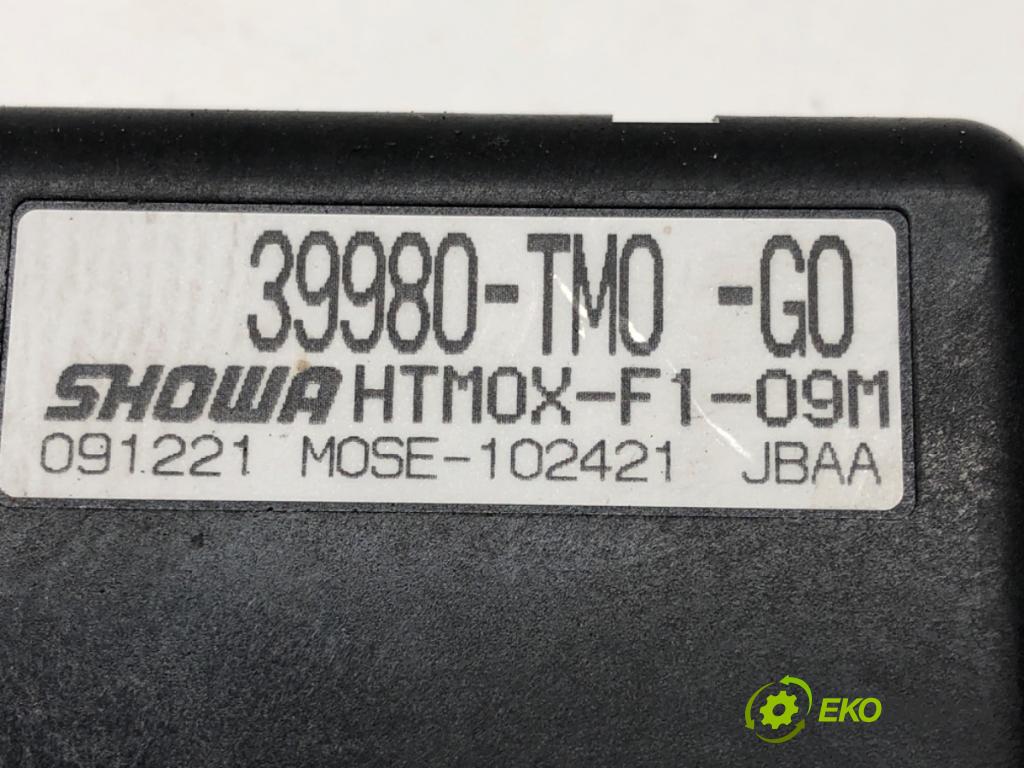 39980-TM0 -G0
SHOWA HTM0X-F1-09M
091221 M0SE-102421 JBAA
EKO